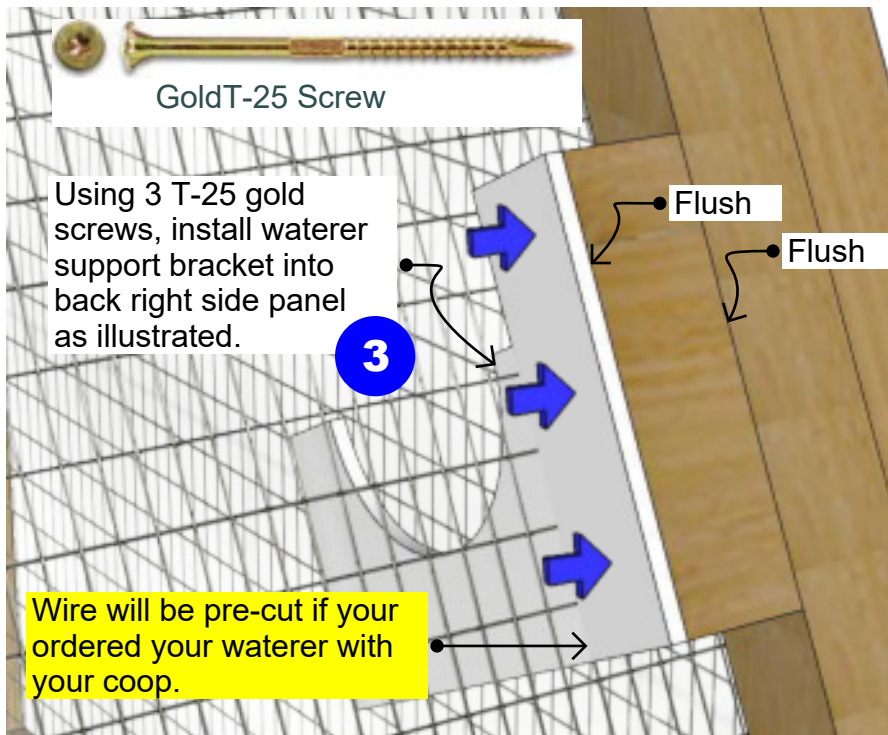 GoldT-25 Screw
Using 3 T-25 gold
screws, install waterer
support bracket into
back right side panel
as illustrated.
3
Flush
Flush
Wire will be pre-cut if your
ordered your waterer with
your coop.